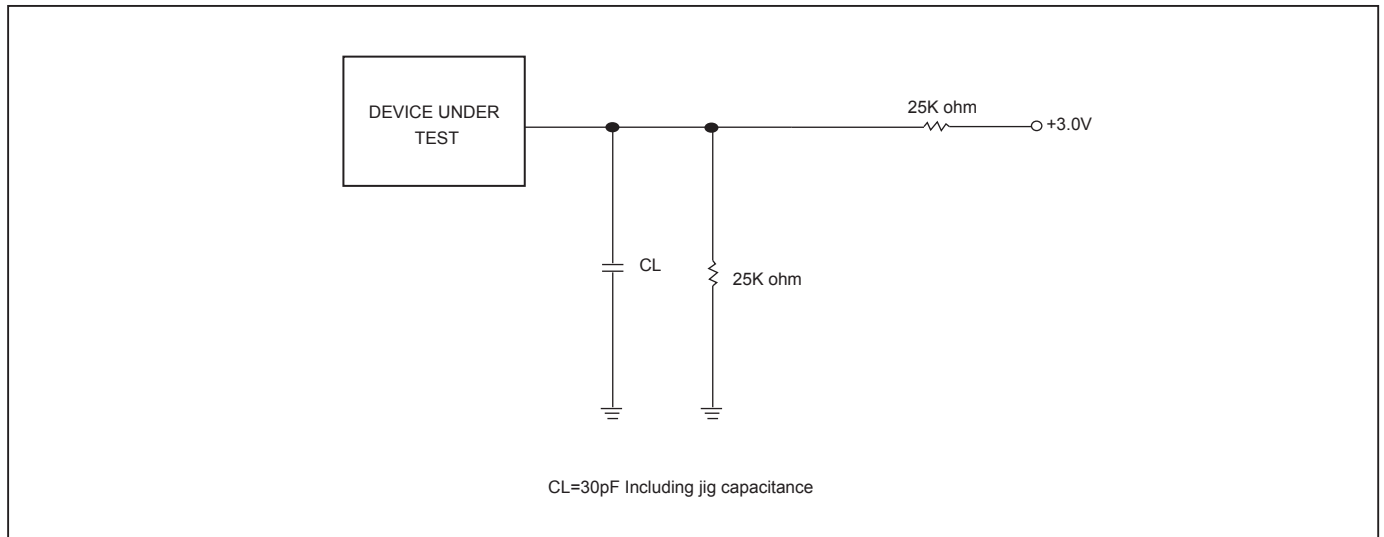 DEVICE UNDER
TEST
25K ohm
+3.0V
CL
25K ohm
CL=30pF Including jig capacitance